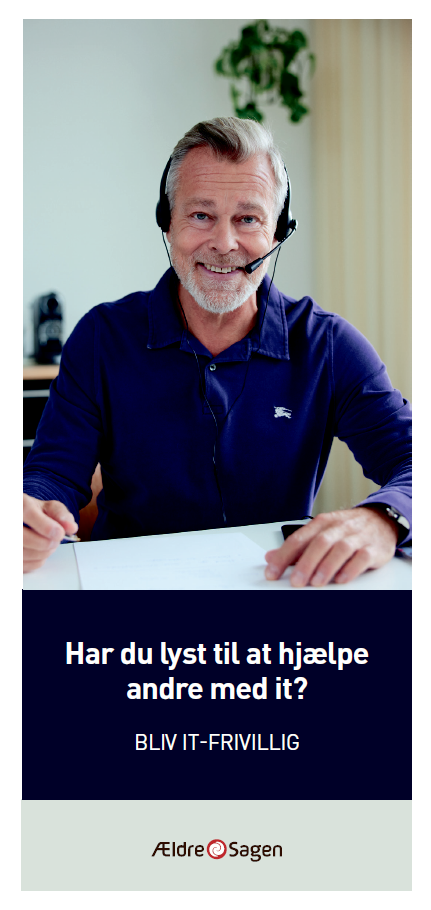 Har du lyst til at hjælpe
andre med it?
BLIV IT-FRIVILLIG
Ældre Sagen